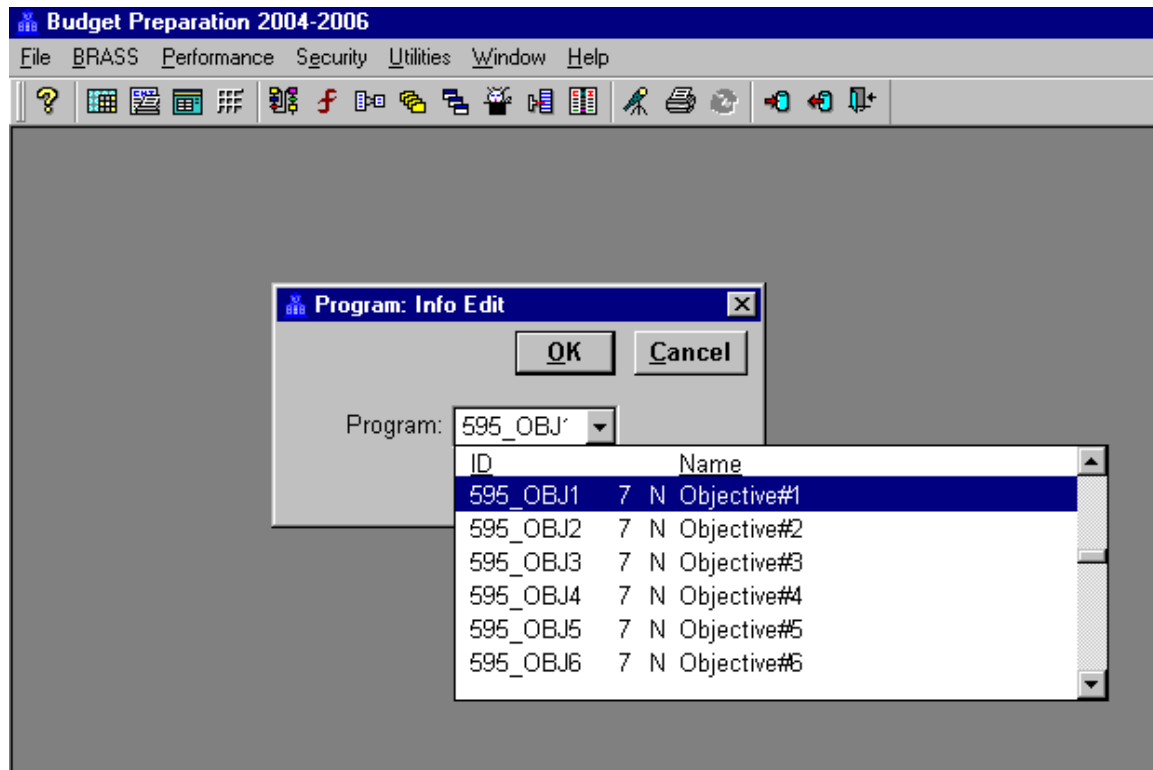 Budget Preparation 2004-2006
File BRASS Performance Security Utilities Window Help
Program: Info Edit
OK Cancel
Program: 595_OBJ1
ID Name
595_OBJ1 7 N Objective#1
595_OBJ2 7 N Objective#2
595_OBJ3 7 N Objective#3
595_OBJ4 7 N Objective#4
595_OBJ5 7 N Objective#5
595_OBJ6 7 N Objective#6